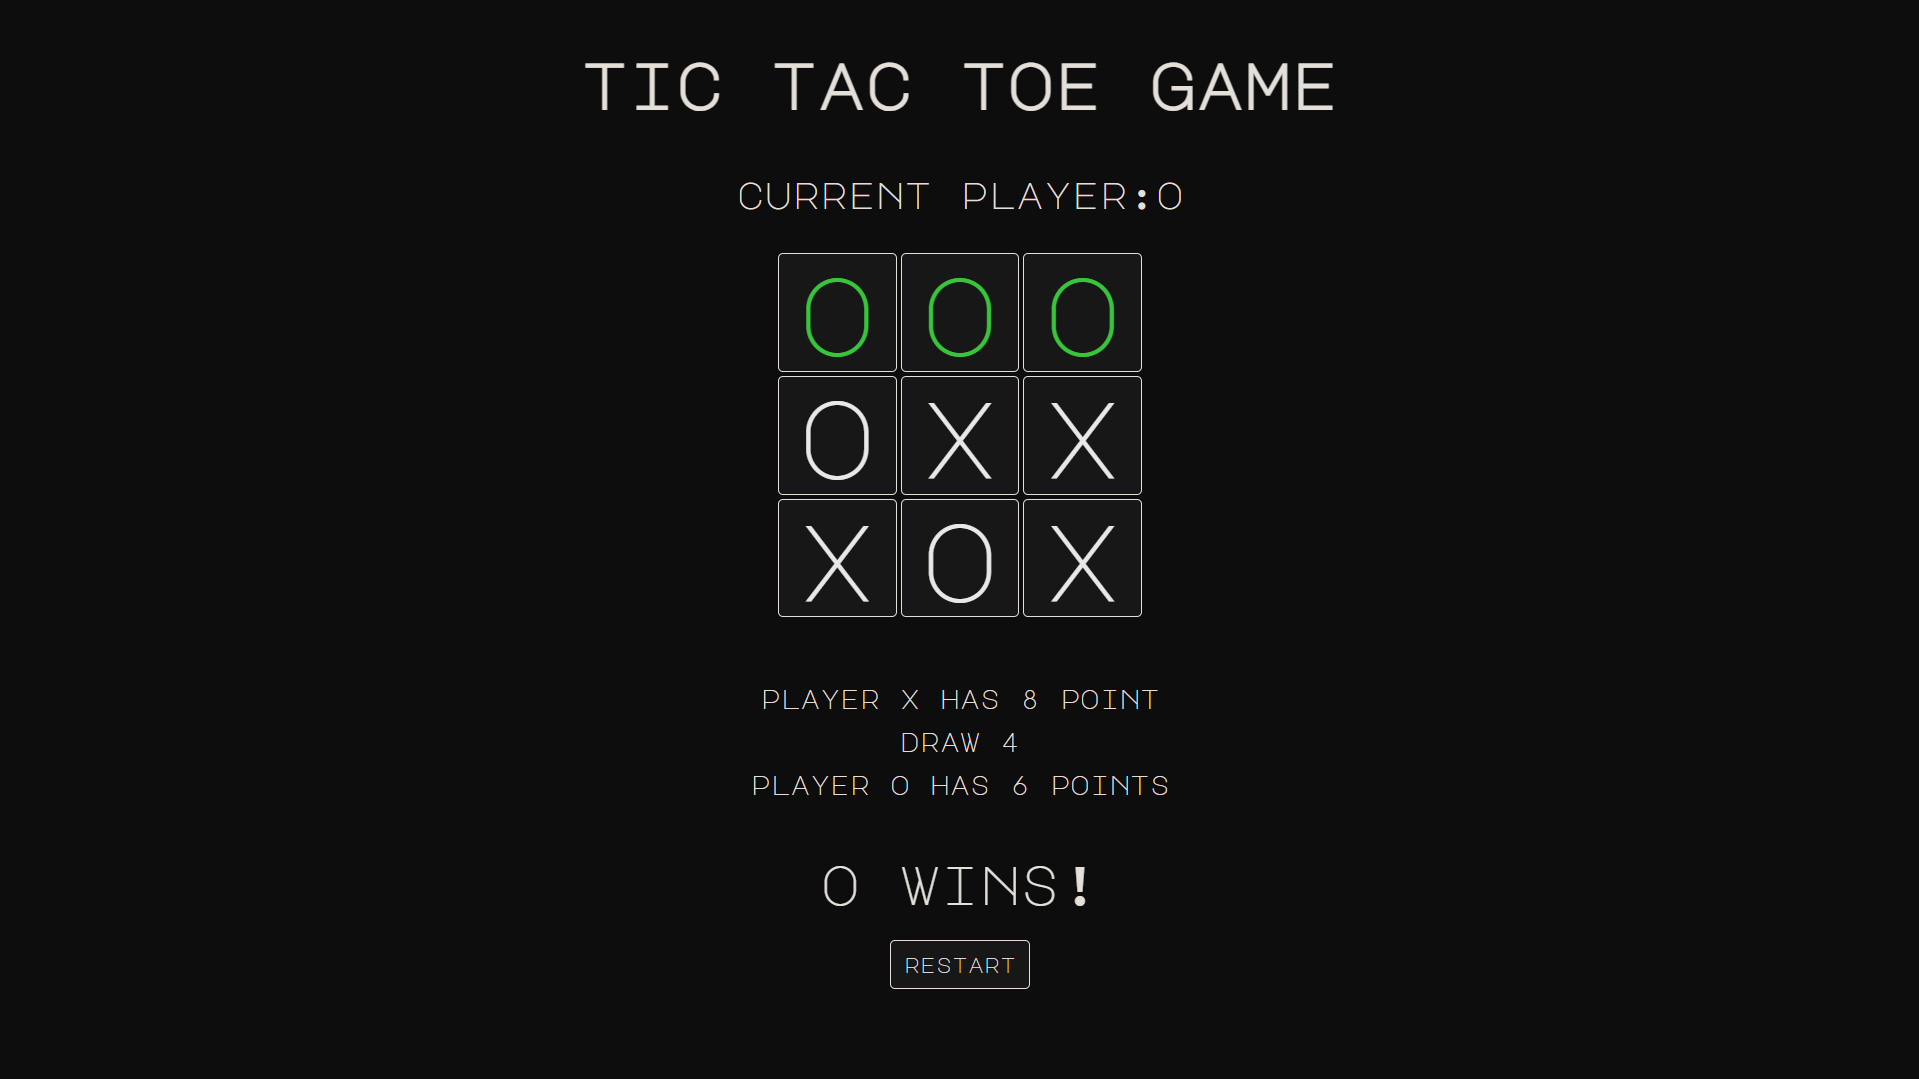 TIC TAC TOE GAME
CURRENT PLAYER:O
O O O
O X X
X O X
PLAYER X HAS 8 POINT
DRAW 4
PLAYER O HAS 6 POINTS
O WINS!
RESTART